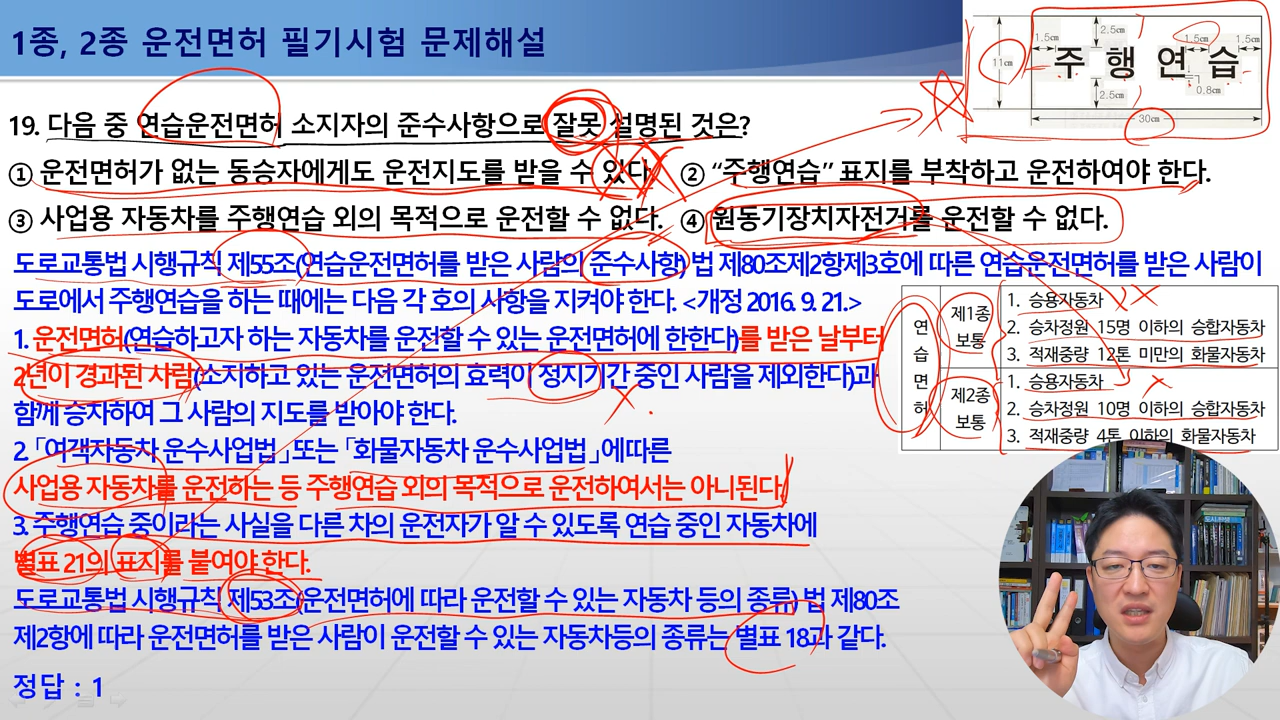 1종, 2종 운전면허 필기시험 문제해설
1.5㎝ 2.5㎝ 1.5㎝ 1.5㎝
11㎝ 주 행 연 습
2.5㎝ 0.8㎝
30㎝
19. 다음 중 연습운전면허 소지자의 준수사항으로 잘못 설명된 것은?
① 운전면허가 없는 동승자에게도 운전지도를 받을 수 있다. ② “주행연습” 표지를 부착하고 운전하여야 한다.
③ 사업용 자동차를 주행연습 외의 목적으로 운전할 수 없다. ④ 원동기장치자전거를 운전할 수 없다.
도로교통법 시행규칙 제55조(연습운전면허를 받은 사람의 준수사항) 법 제80조제2항제3호에 따른 연습운전면허를 받은 사람이
도로에서 주행연습을 하는 때에는 다음 각 호의 사항을 지켜야 한다. <개정 2016. 9. 21.>
1. 운전면허(연습하고자 하는 자동차를 운전할 수 있는 운전면허에 한한다)를 받은 날부터
2년이 경과된 사람(소지하고 있는 운전면허의 효력이 정지기간 중인 사람을 제외한다)과
함께 승차하여 그 사람의 지도를 받아야 한다.
2. 「여객자동차 운수사업법」 또는 「화물자동차 운수사업법」에따른
사업용 자동차를 운전하는 등 주행연습 외의 목적으로 운전하여서는 아니된다.
3. 주행연습 중이라는 사실을 다른 차의 운전자가 알 수 있도록 연습 중인 자동차에
별표 21의 표지를 붙여야 한다.
도로교통법 시행규칙 제53조(운전면허에 따라 운전할 수 있는 자동차 등의 종류) 법 제80조
제2항에 따라 운전면허를 받은 사람이 운전할 수 있는 자동차등의 종류는 별표 18과 같다.
정답 : 1
연습면허
제1종 보통
1. 승용자동차
2. 승차정원 15명 이하의 승합자동차
3. 적재중량 12톤 미만의 화물자동차
제2종 보통
1. 승용자동차
2. 승차정원 10명 이하의 승합자동차
3. 적재중량 4톤 이하의 화물자동차